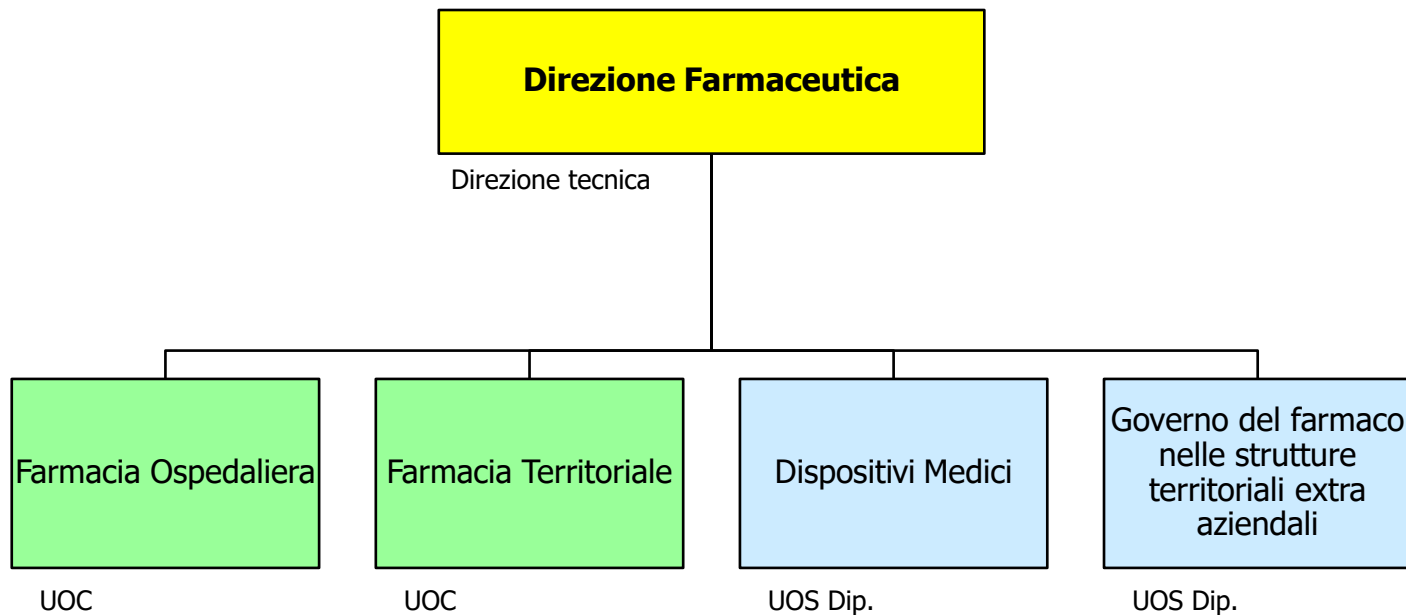 Direzione Farmaceutica
Direzione tecnica
Farmacia Ospedaliera
Farmacia Territoriale
Dispositivi Medici
Governo del farmaco
nelle strutture
territoriali extra
aziendali
UOC
UOC
UOS Dip.
UOS Dip.